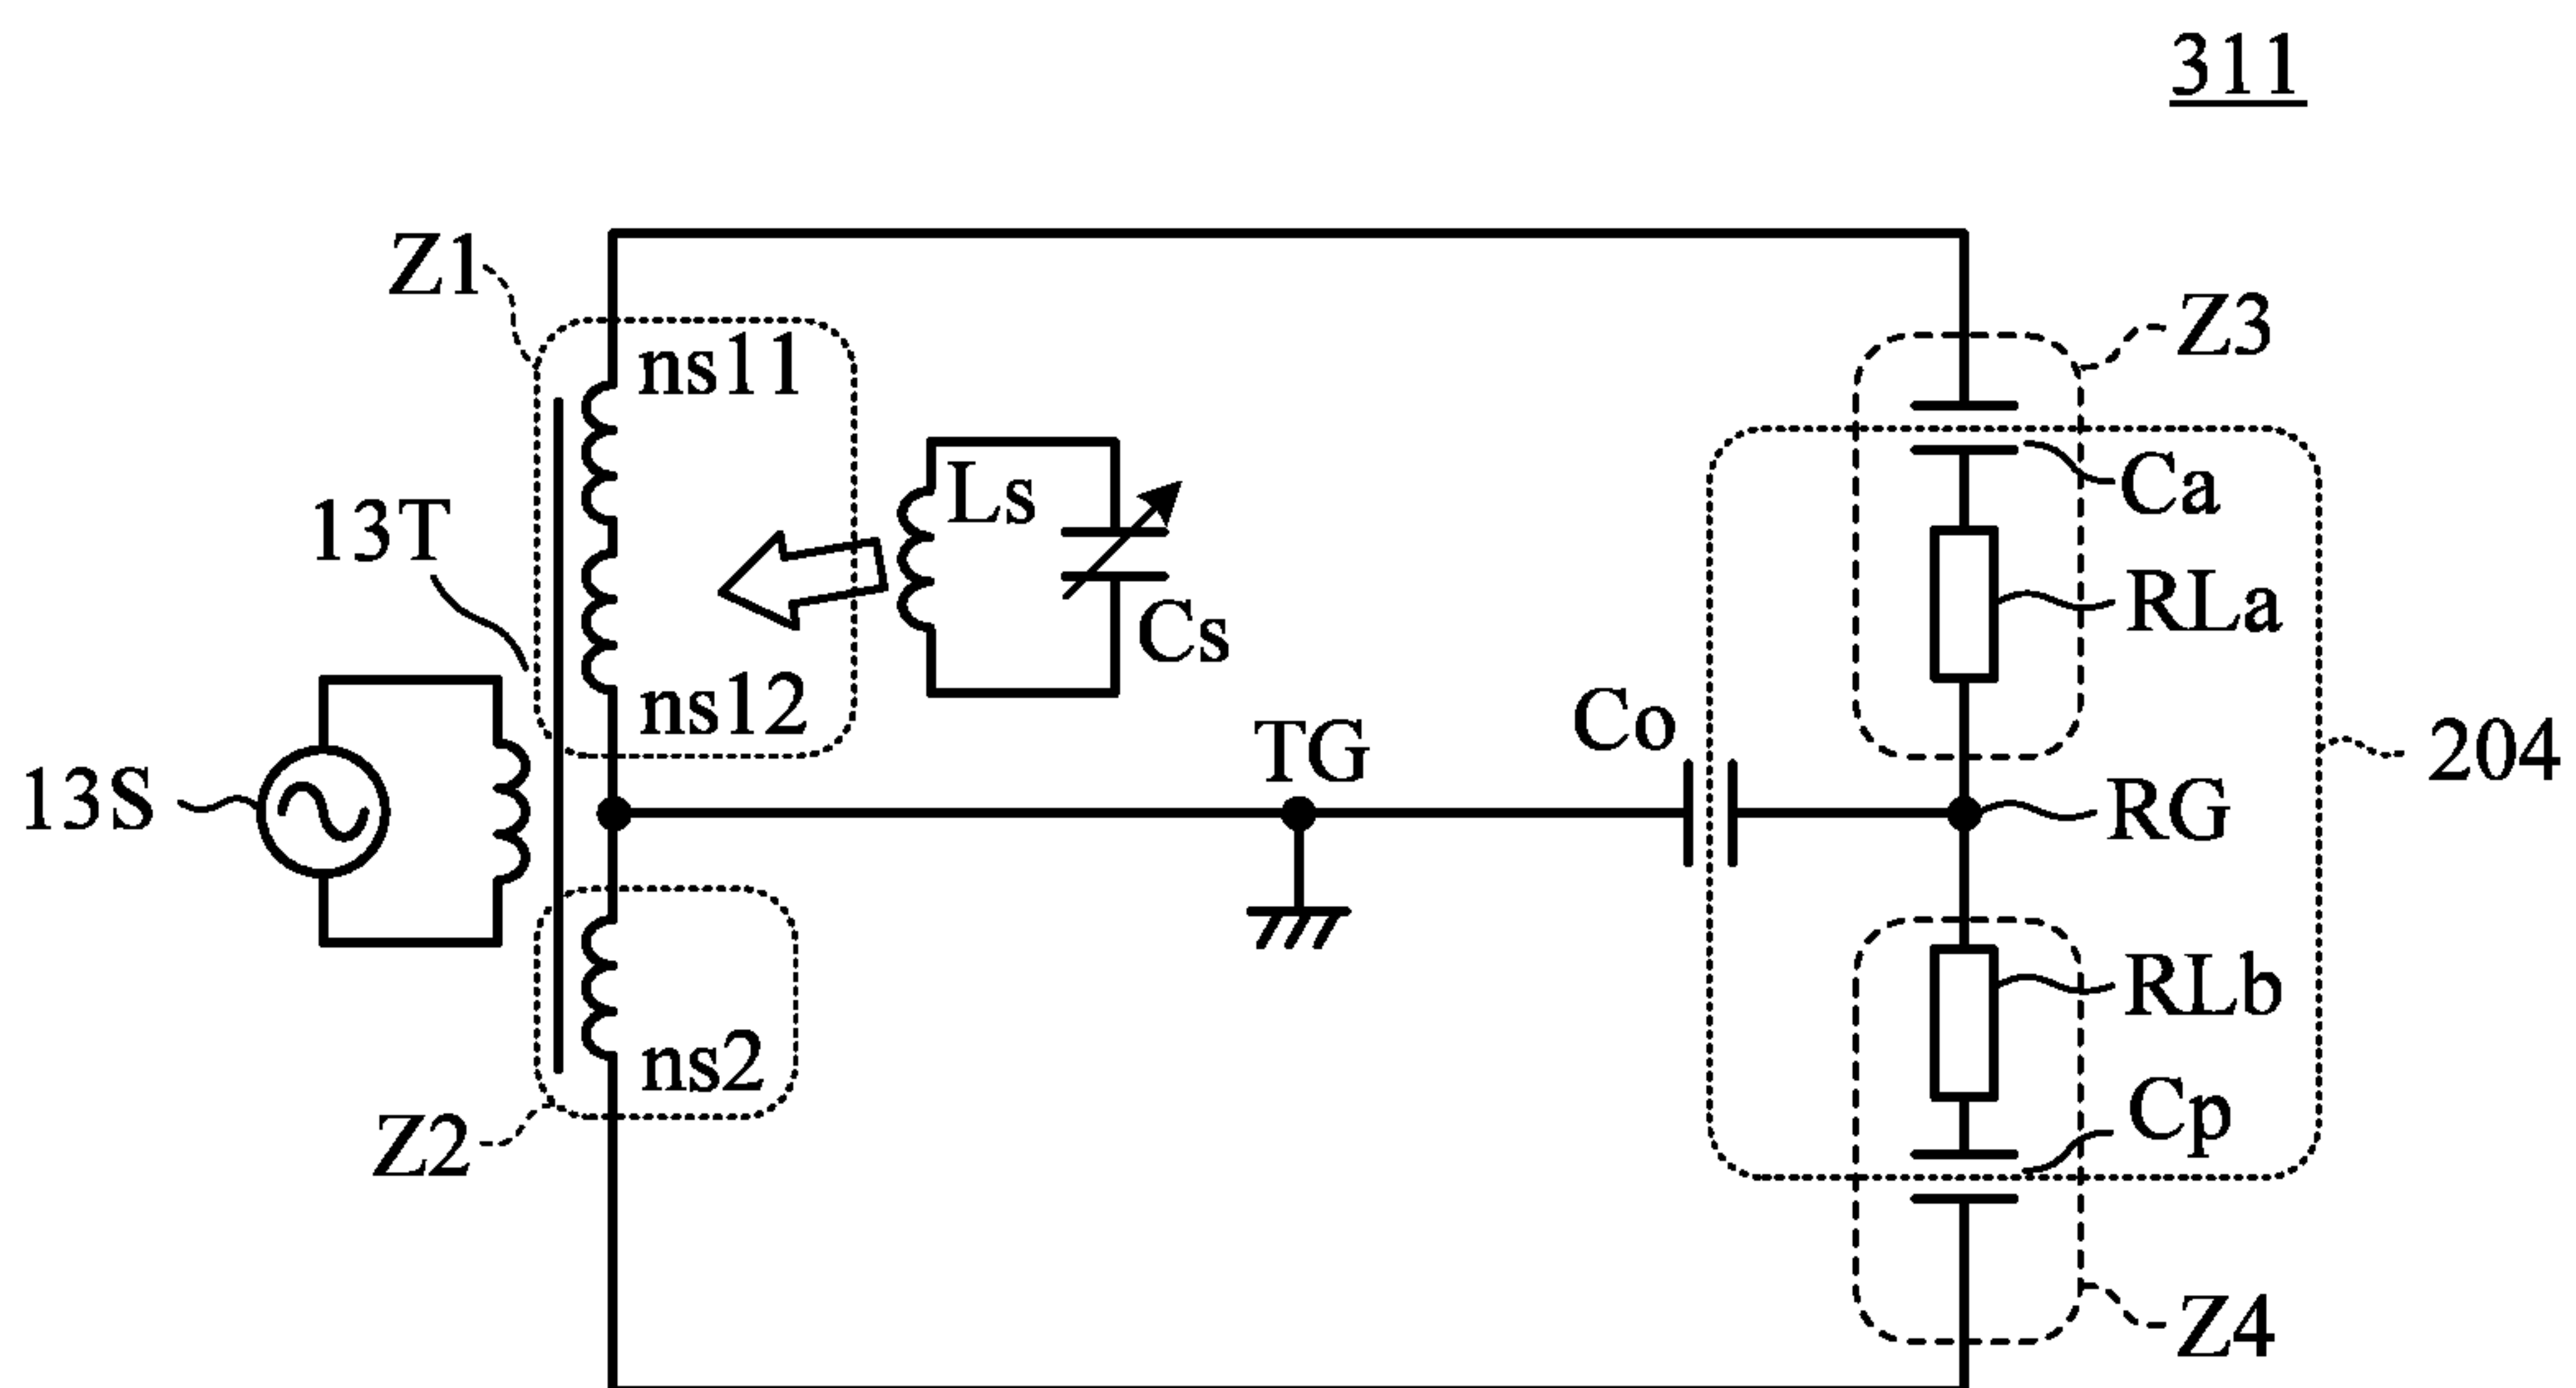 311
Z1
ns11
Z3
Ls
Ca
13T
RLa
Cs
ns12
Co
TG
204
13S
RG
RLb
ns2
Cp
Z2
Z4